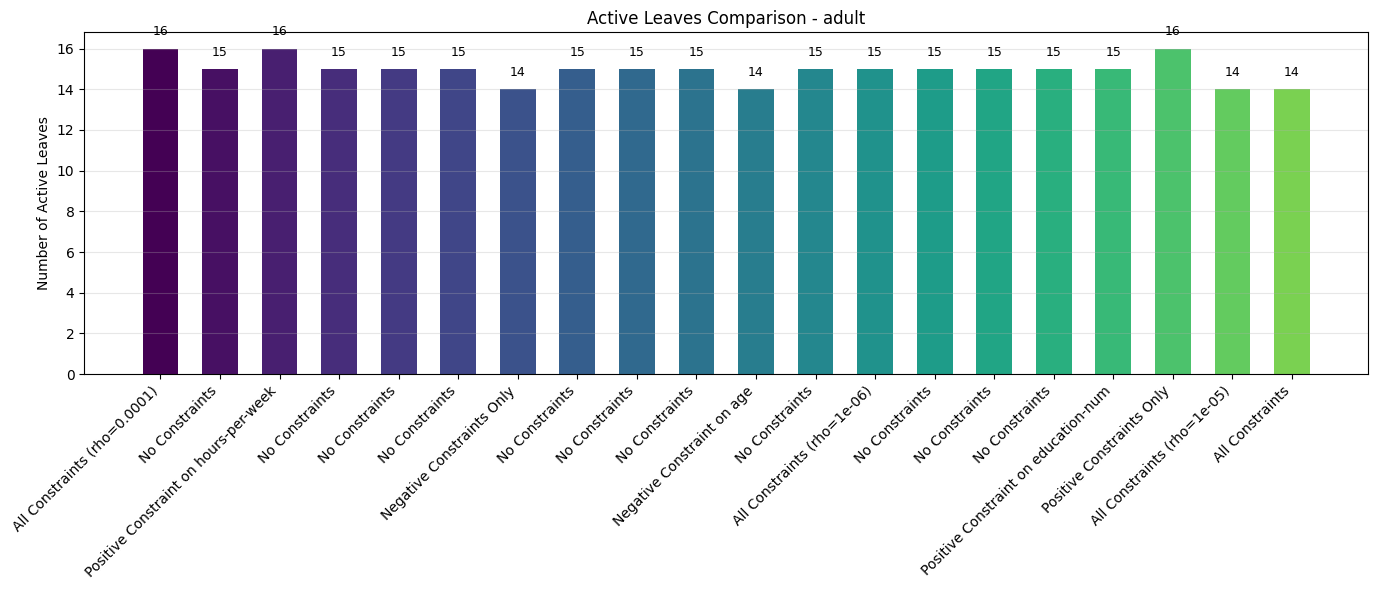 Active Leaves Comparison - adult
Number of Active Leaves
16
14
12
10
8
6
4
2
0
16
15
16
15
15
15
14
15
15
15
14
15
15
15
15
15
15
16
14
14
All Constraints (rho=0.0001)
No Constraints
Positive Constraint on hours-per-week
No Constraints
No Constraints
No Constraints
Negative Constraints Only
No Constraints
No Constraints
No Constraints
Negative Constraint on age
No Constraints
All Constraints (rho=1e-06)
No Constraints
No Constraints
No Constraints
Positive Constraint on education-num
Positive Constraints Only
All Constraints (rho=1e-05)
All Constraints